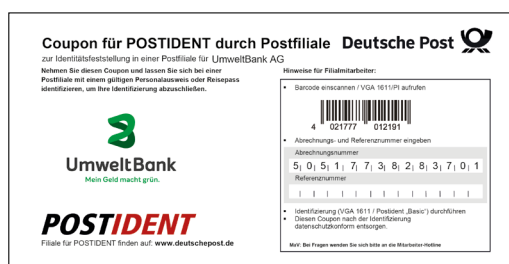 Coupon für POSTIDENT durch Postfiliale
Deutsche Post
zur Identitätsfeststellung in einer Postfiliale für UmweltBank AG
Nehmen Sie diesen Coupon und lassen Sie sich bei einer
Postfiliale mit einem gültigen Personalausweis oder Reisepass
identifizieren, um Ihre Identifizierung abzuschließen.
UmweltBank
Mein Geld macht grün.
POSTIDENT
Filiale für POSTIDENT finden auf: www.deutschepost.de
Hinweise für Filialmitarbeiter:
• Barcode einscannen / VGA 1611/PI aufrufen
4 021777 012191
• Abrechnungs- und Referenznummer eingeben
Abrechnungsnummer
5 0 5 1 7 7 3 8 2 8 3 7 0 1
Referenznummer
• Identifizierung (VGA 1611 / Postident „Basic“) durchführen
• Diesen Coupon nach der Identifizierung
datenschutzkonform entsorgen.
MaV: Bei Fragen wenden Sie sich bitte an die Mitarbeiter-Hotline